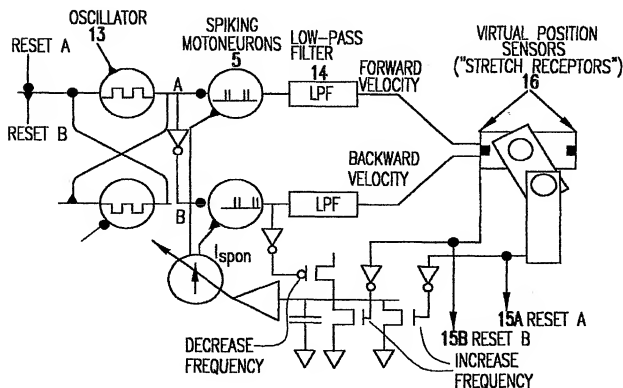 OSCILLATOR
13
RESET A
RESET B
SPIKING
MOTONEURONS
5
LOW-PASS
FILTER
14
VIRTUAL POSITION
SENSORS
("STRETCH RECEPTORS")
16
A
LPF
FORWARD
VELOCITY
BACKWARD
VELOCITY
B
LPF
Ispon
DECREASE
FREQUENCY
15A RESET A
15B RESET B
INCREASE
FREQUENCY